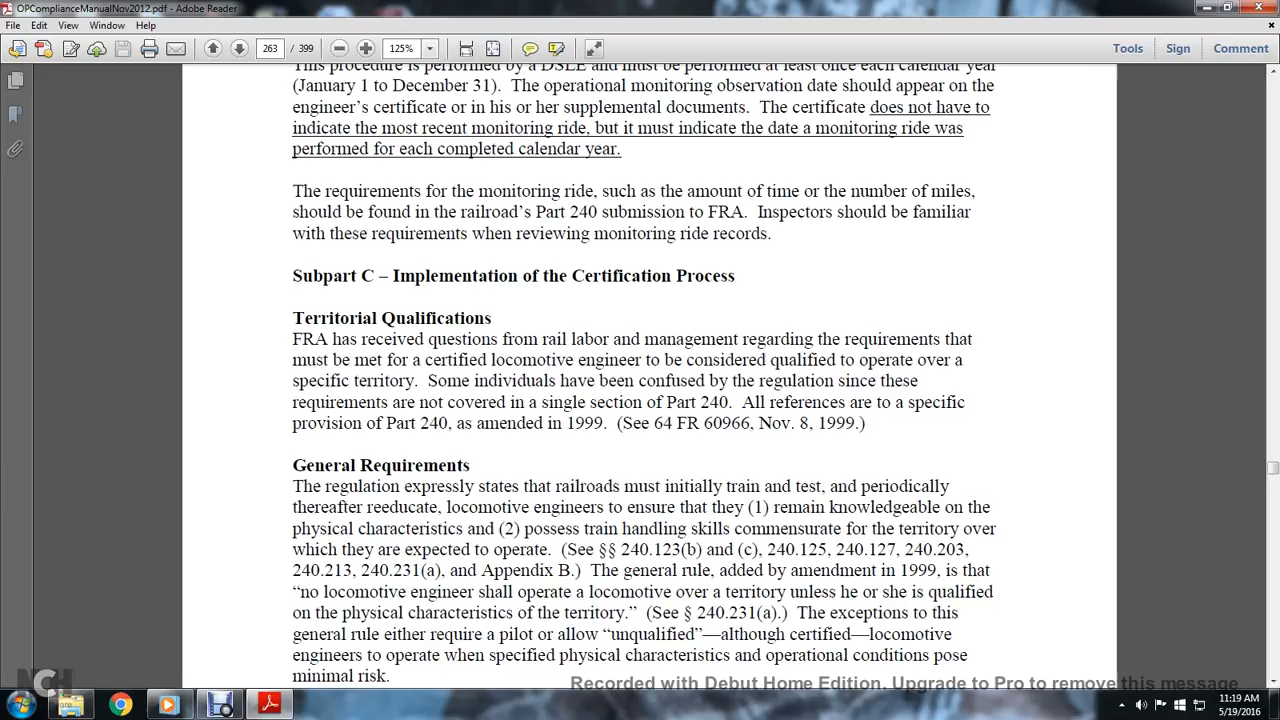 OPComplianceManualNov2012.pdf - Adobe Reader
File Edit View Window Help
263 / 399 125% Tools Sign Comment
This procedure is performed by a DSLE and must be performed at least once each calendar year
(January 1 to December 31). The operational monitoring observation date should appear on the
engineer's certificate or in his or her supplemental documents. The certificate does not have to
indicate the most recent monitoring ride, but it must indicate the date a monitoring ride was
performed for each completed calendar year.
The requirements for the monitoring ride, such as the amount of time or the number of miles,
should be found in the railroad's Part 240 submission to FRA. Inspectors should be familiar
with these requirements when reviewing monitoring ride records.
Subpart C – Implementation of the Certification Process
Territorial Qualifications
FRA has received questions from rail labor and management regarding the requirements that
must be met for a certified locomotive engineer to be considered qualified to operate over a
specific territory. Some individuals have been confused by the regulation since these
requirements are not covered in a single section of Part 240. All references are to a specific
provision of Part 240, as amended in 1999. (See 64 FR 60966, Nov. 8, 1999.)
General Requirements
The regulation expressly states that railroads must initially train and test, and periodically
thereafter reeducate, locomotive engineers to ensure that they (1) remain knowledgeable on the
physical characteristics and (2) possess train handling skills commensurate for the territory over
which they are expected to operate. (See §§ 240.123(b) and (c), 240.125, 240.127, 240.203,
240.213, 240.231(a), and Appendix B.) The general rule, added by amendment in 1999, is that
“no locomotive engineer shall operate a locomotive over a territory unless he or she is qualified
on the physical characteristics of the territory.” (See § 240.231(a).) The exceptions to this
general rule either require a pilot or allow “unqualified”—although certified—locomotive
engineers to operate when specified physical characteristics and operational conditions pose
minimal risk.
Recorded with Debut Home Edition. Upgrade to Pro to remove this message
NCH
11:19 AM
5/19/2016